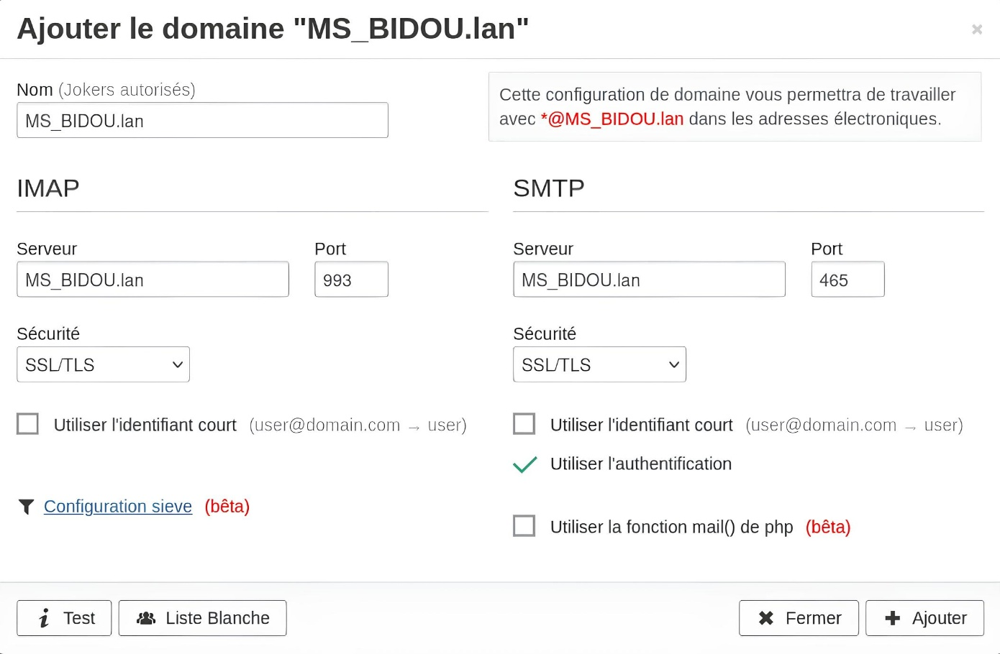 Ajouter le domaine "MS_BIDOU.lan"
×
Nom (Jokers autorisés)
MS_BIDOU.lan
Cette configuration de domaine vous permettra de travailler
avec *@MS_BIDOU.lan dans les adresses électroniques.
IMAP
Serveur
Port
MS_BIDOU.lan
993
Sécurité
SSL/TLS
Utiliser l'identifiant court (user@domain.com → user)
Configuration sieve (bêta)
SMTP
Serveur
Port
MS_BIDOU.lan
465
Sécurité
SSL/TLS
Utiliser l'identifiant court (user@domain.com → user)
Utiliser l'authentification
Utiliser la fonction mail() de php (bêta)
Test
Liste Blanche
Fermer
Ajouter